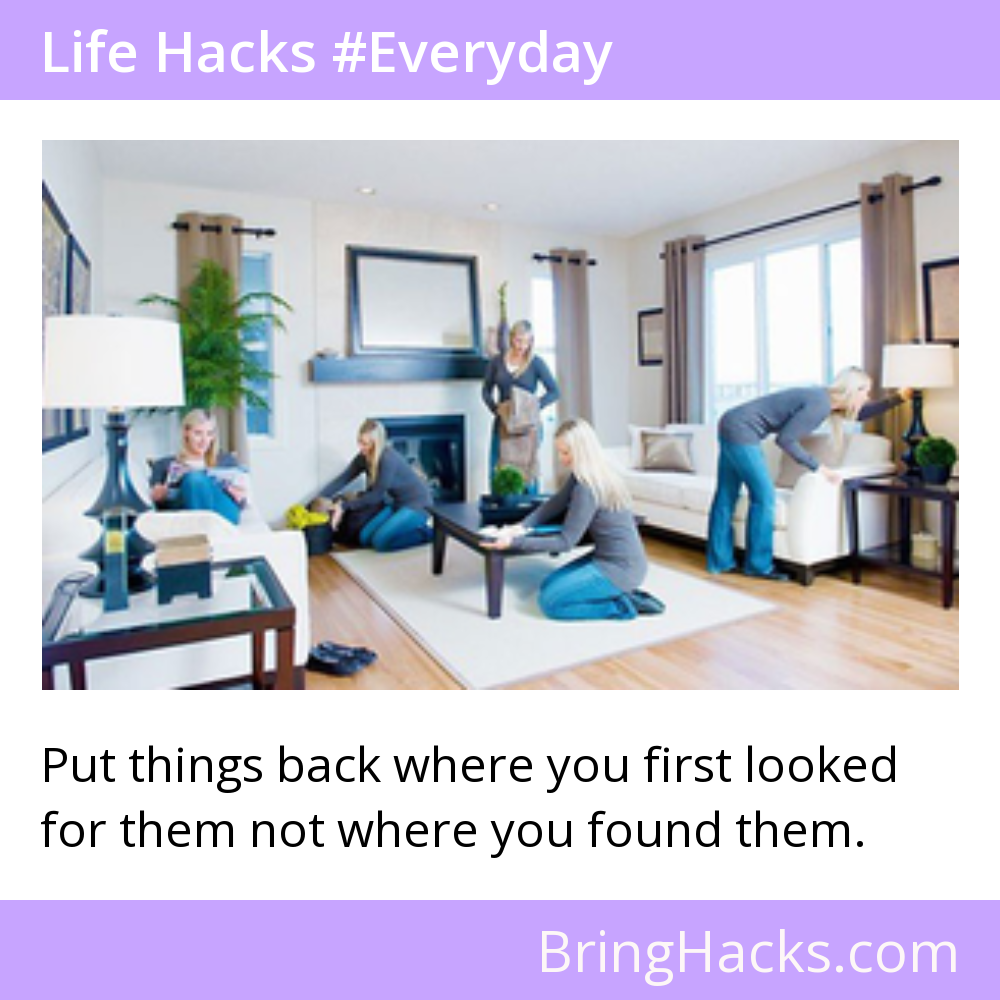 Life Hacks #Everyday
Put things back where you first looked
for them not where you found them.
BringHacks.com